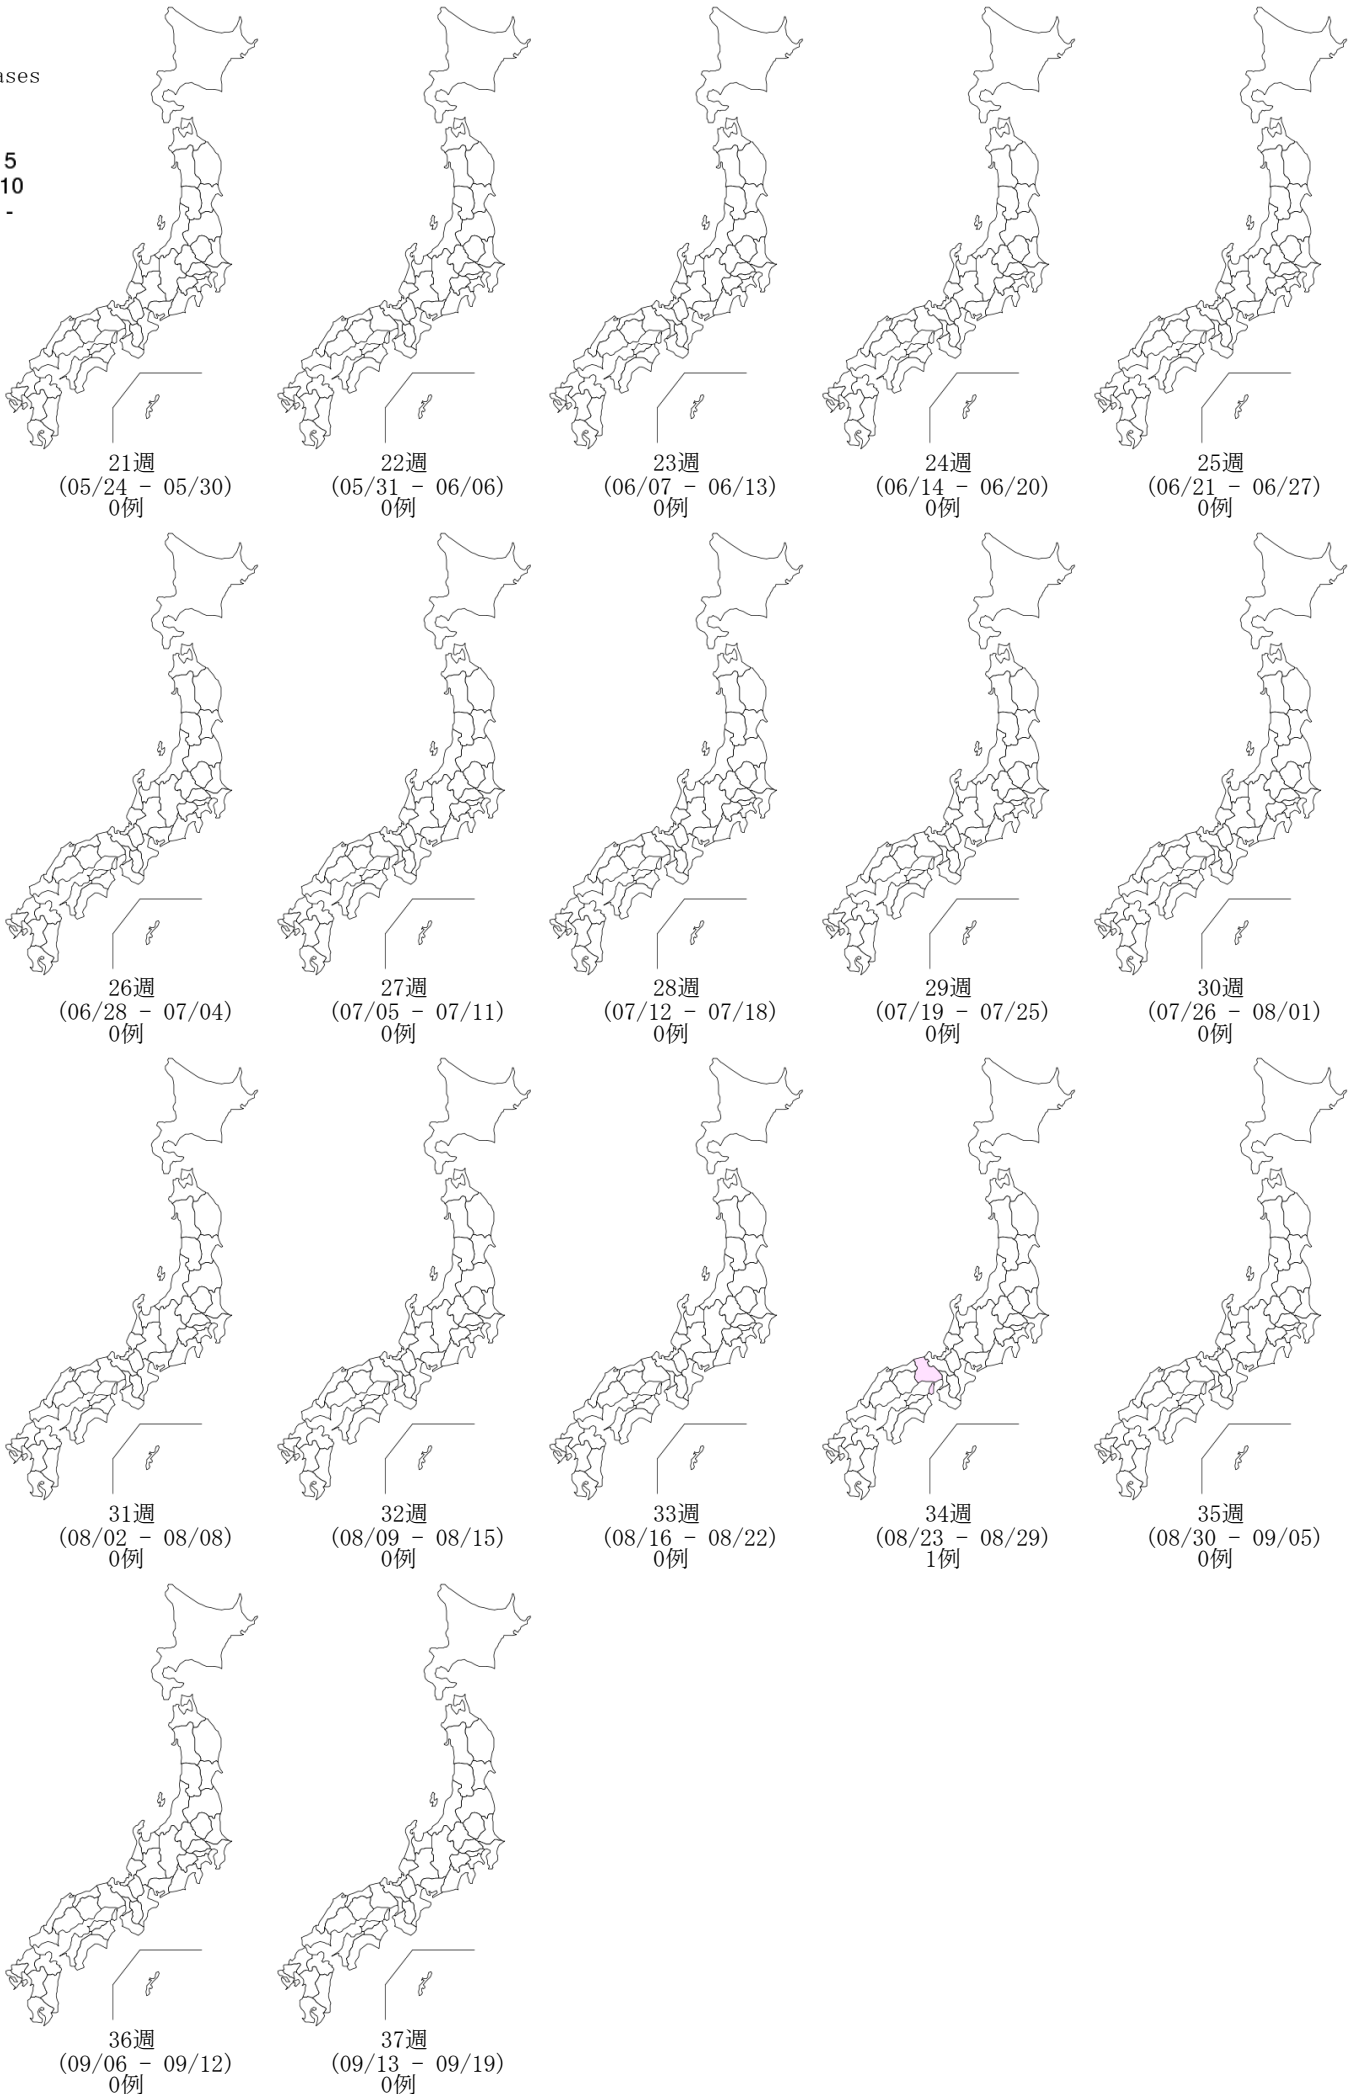 ases
5
10
-
21週
(05/24 - 05/30)
0例
22週
(05/31 - 06/06)
0例
23週
(06/07 - 06/13)
0例
24週
(06/14 - 06/20)
0例
25週
(06/21 - 06/27)
0例
26週
(06/28 - 07/04)
0例
27週
(07/05 - 07/11)
0例
28週
(07/12 - 07/18)
0例
29週
(07/19 - 07/25)
0例
30週
(07/26 - 08/01)
0例
31週
(08/02 - 08/08)
0例
32週
(08/09 - 08/15)
0例
33週
(08/16 - 08/22)
0例
34週
(08/23 - 08/29)
1例
35週
(08/30 - 09/05)
0例
36週
(09/06 - 09/12)
0例
37週
(09/13 - 09/19)
0例